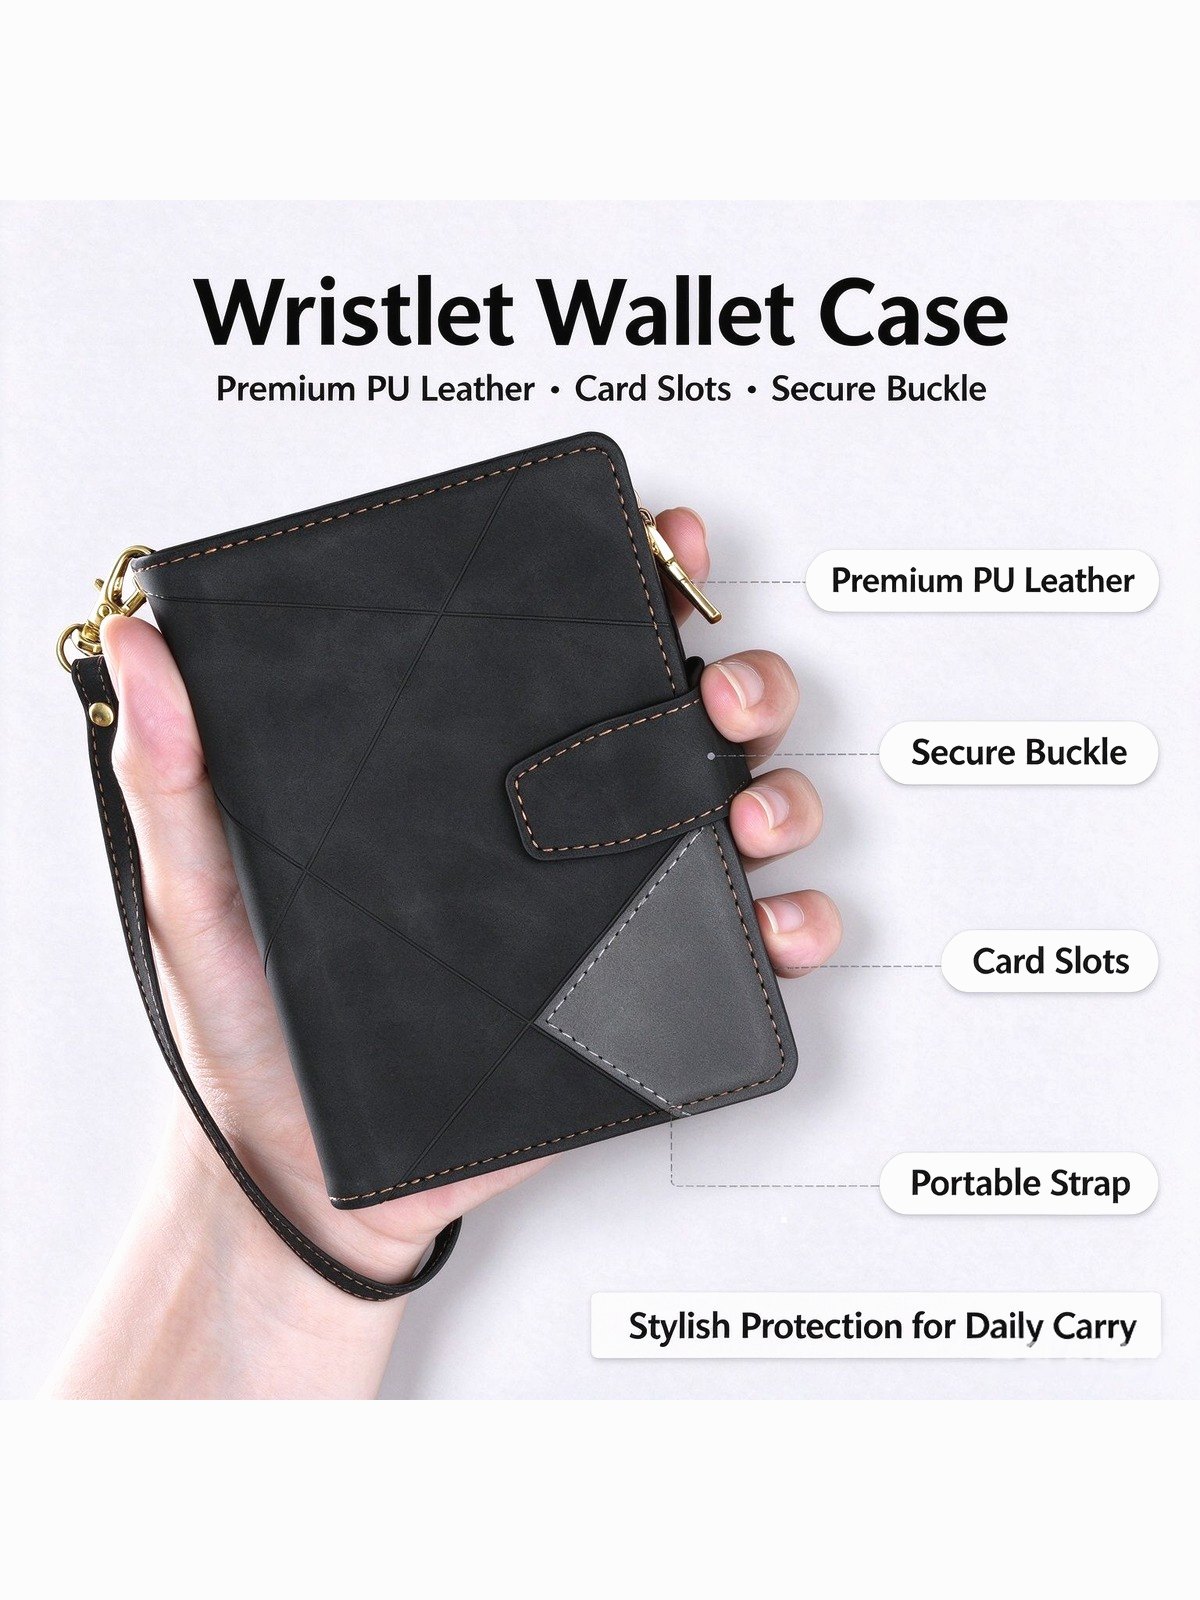 Wristlet Wallet Case
Premium PU Leather • Card Slots • Secure Buckle
Premium PU Leather
Secure Buckle
Card Slots
Portable Strap
Stylish Protection for Daily Carry